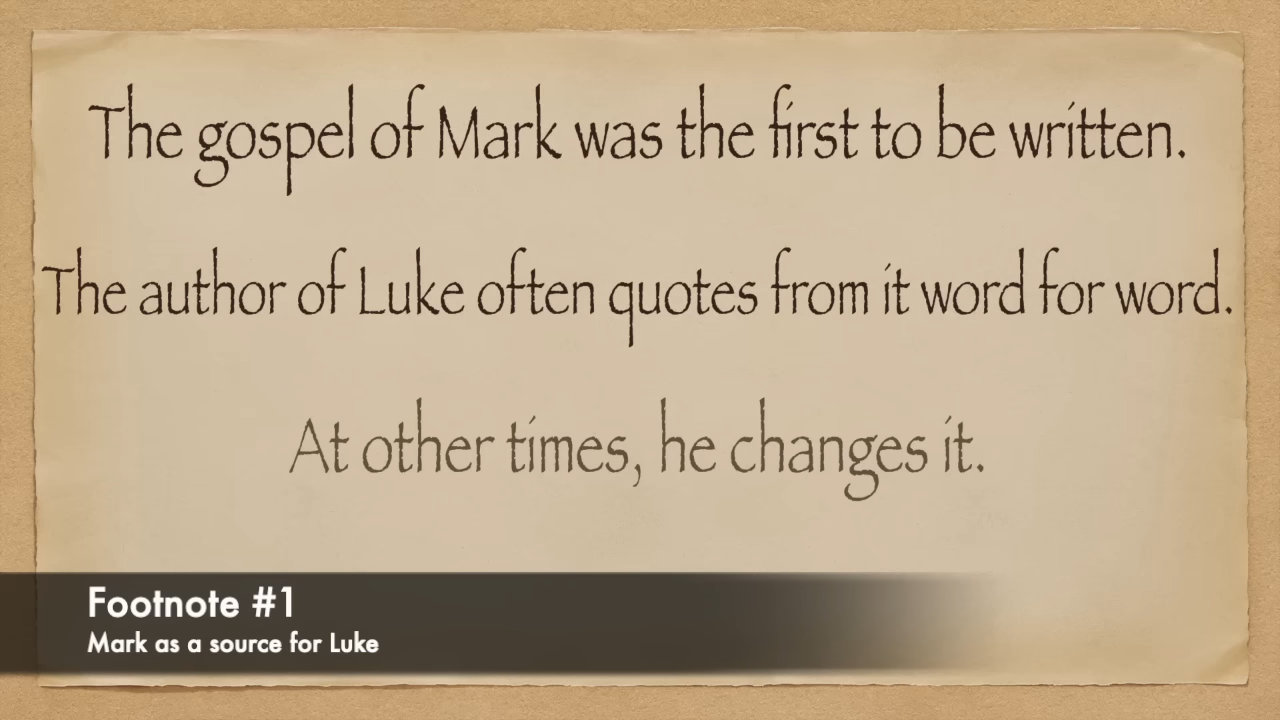 The gospel of Mark was the first to be written.
The author of Luke often quotes from it word for word.
At other times, he changes it.
Footnote #1
Mark as a source for Luke